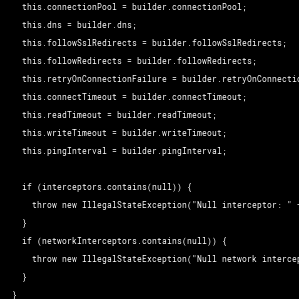 this.connectionPool = builder.connectionPool;
this.dns = builder.dns;
this.followSslRedirects = builder.followSslRedirects;
this.followRedirects = builder.followRedirects;
this.retryOnConnectionFailure = builder.retryOnConnectio
this.connectTimeout = builder.connectTimeout;
this.readTimeout = builder.readTimeout;
this.writeTimeout = builder.writeTimeout;
this.pingInterval = builder.pingInterval;
if (interceptors.contains(null)) {
throw new IllegalStateException("Null interceptor: " +
}
if (networkInterceptors.contains(null)) {
throw new IllegalStateException("Null network intercep
}
}